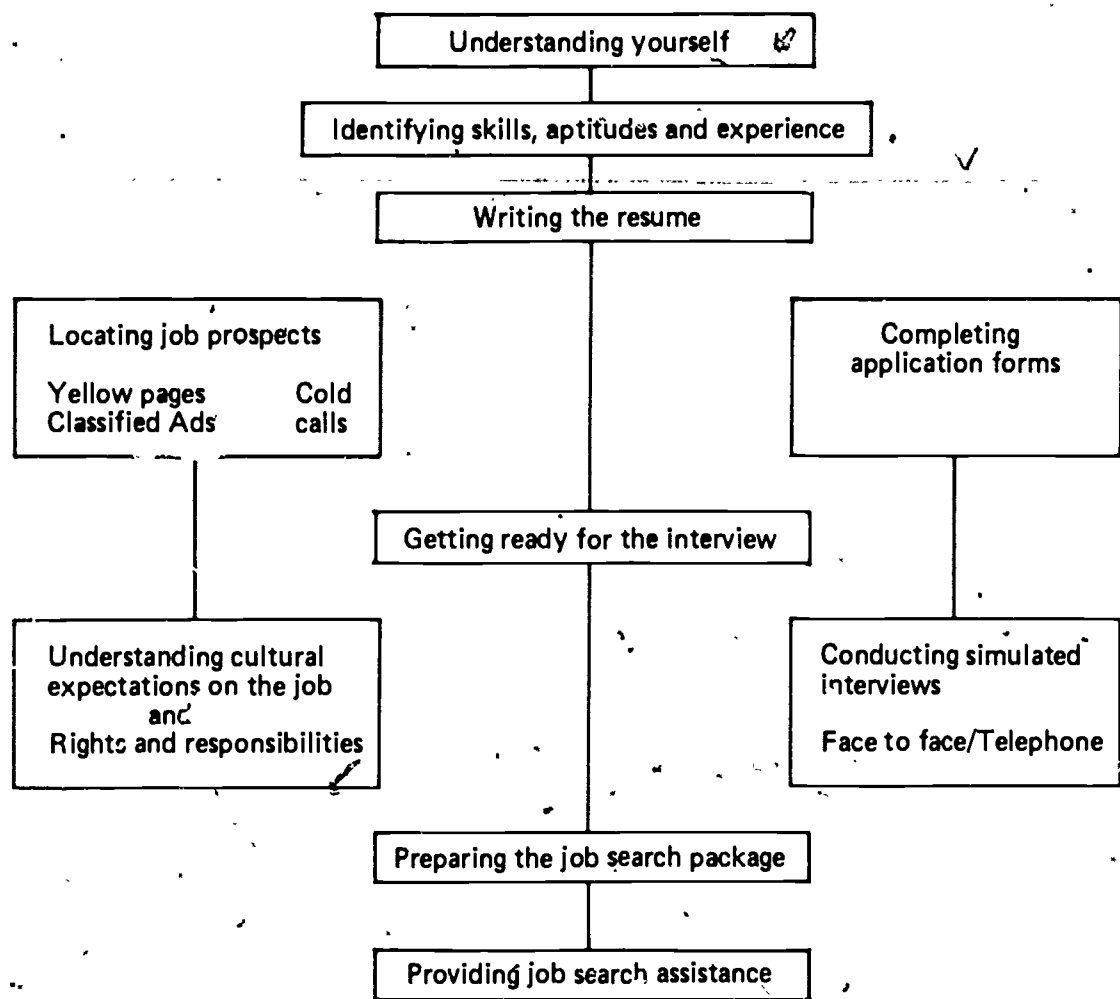 Understanding yourself
Identifying skills, aptitudes and experience
Writing the resume
Locating job prospects
Yellow pages Cold
Classified Ads calls
Completing
application forms
Getting ready for the interview
Understanding cultural
expectations on the job
and
Rights and responsibilities
Conducting simulated
interviews
Face to face/Telephone
Preparing the job search package
Providing job search assistance